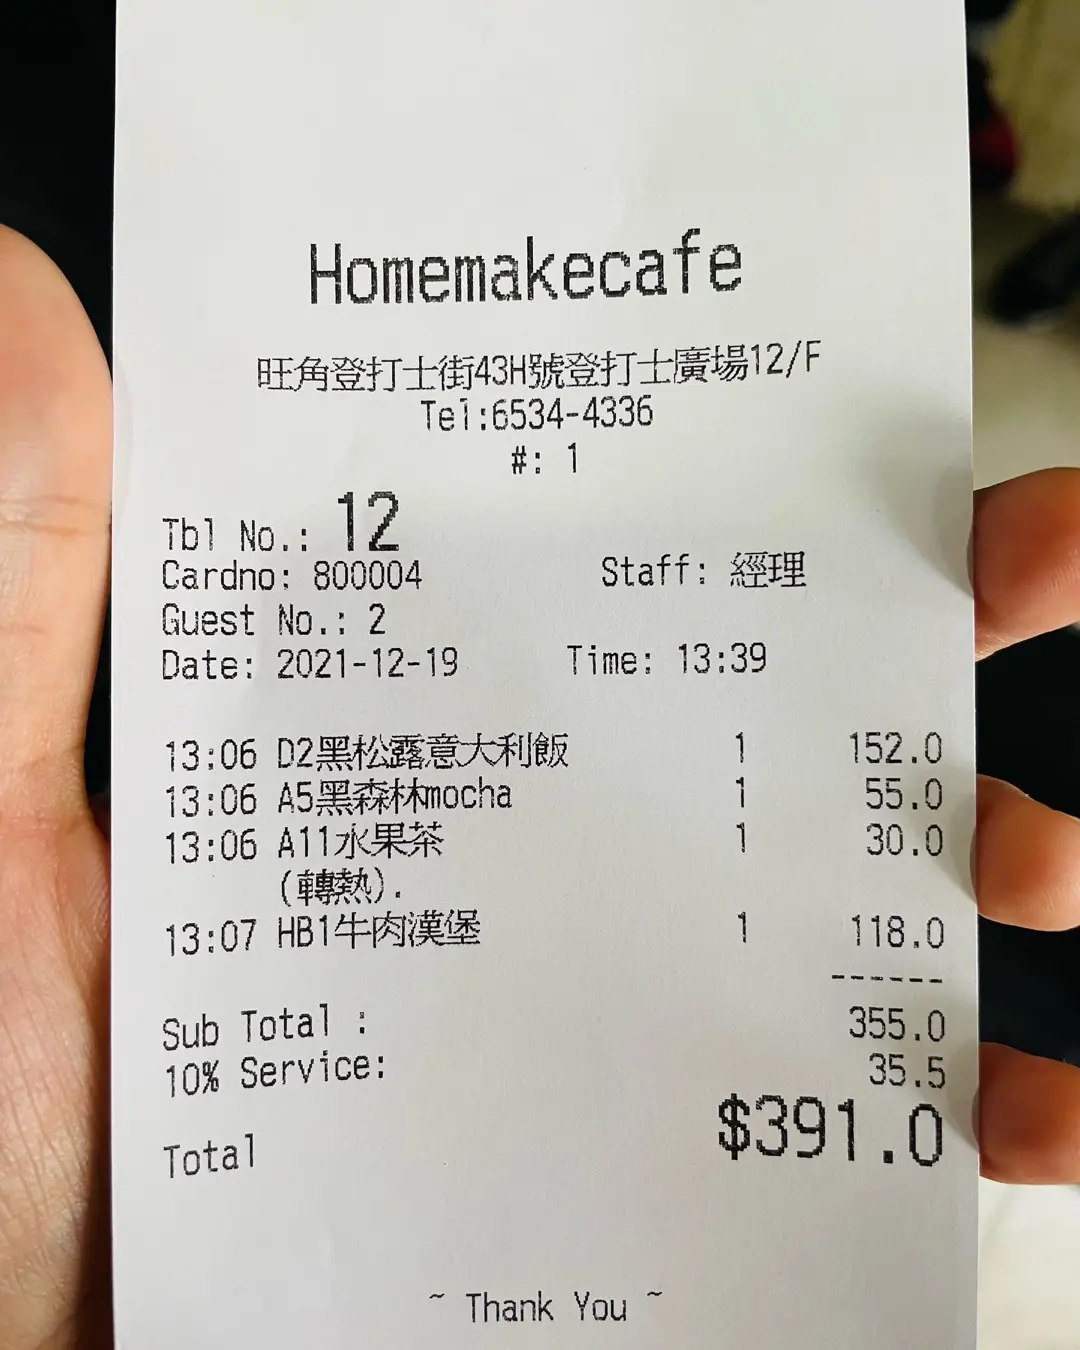 Homemakecafe
旺角登打士街43H號登打士廣場12/F
Tel:6534-4336
#: 1
Tbl No.: 12
Cardno: 800004 Staff: 經理
Guest No.: 2
Date: 2021-12-19 Time: 13:39
13:06 D2黑松露意大利飯 1 152.0
13:06 A5黑森林mocha 1 55.0
13:06 A11水果茶 1 30.0
(轉熱).
13:07 HB1牛肉漢堡 1 118.0
------
Sub Total : 355.0
10% Service: 35.5
Total $391.0
~ Thank You ~